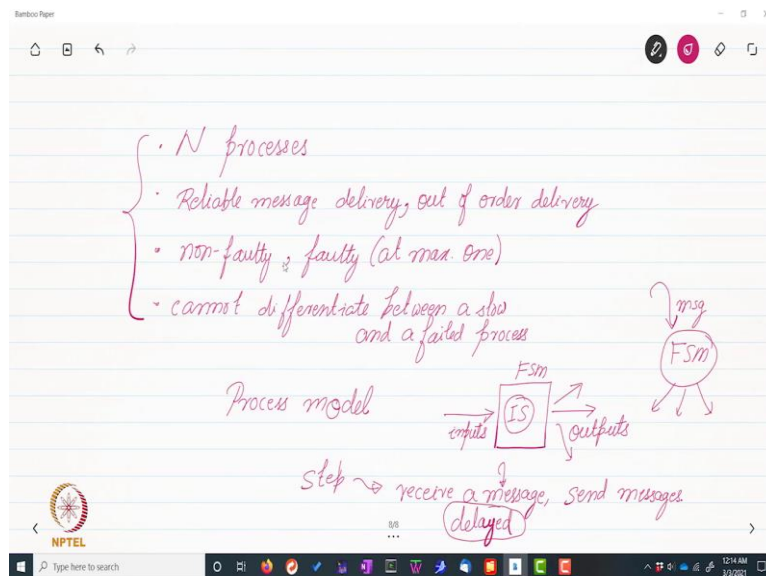 Bamboo Paper
· N processes
· Reliable message delivery, out of order delivery
· non-faulty, faulty (at max. one)
· cannot differentiate between a slow
and a failed process
msg
FSM
Process model
FSM
inputs
IS
outputs
Step receive a message, send messages
delayed
8/8
...
NPTEL
Type here to search
12:14 AM
3/3/2021